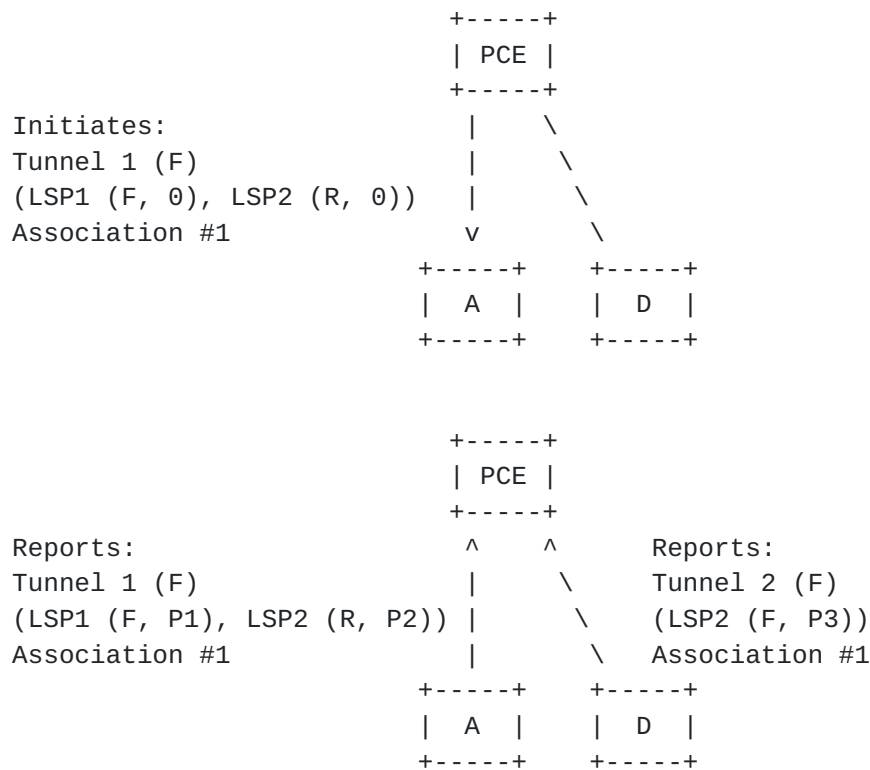 +-----+
                            | PCE |
                            +-----+
Initiates:                   |    \
Tunnel 1 (F)                 |     \
(LSP1 (F, 0), LSP2 (R, 0))   |      \
Association #1               v       \
                          +-----+    +-----+
                          |  A  |    |  D  |
                          +-----+    +-----+


                            +-----+
                            | PCE |
                            +-----+
Reports:                     ^    ^      Reports:
Tunnel 1 (F)                 |     \     Tunnel 2 (F)
(LSP1 (F, P1), LSP2 (R, P2)) |      \    (LSP2 (F, P3))
Association #1               |       \   Association #1
                          +-----+    +-----+
                          |  A  |    |  D  |
                          +-----+    +-----+